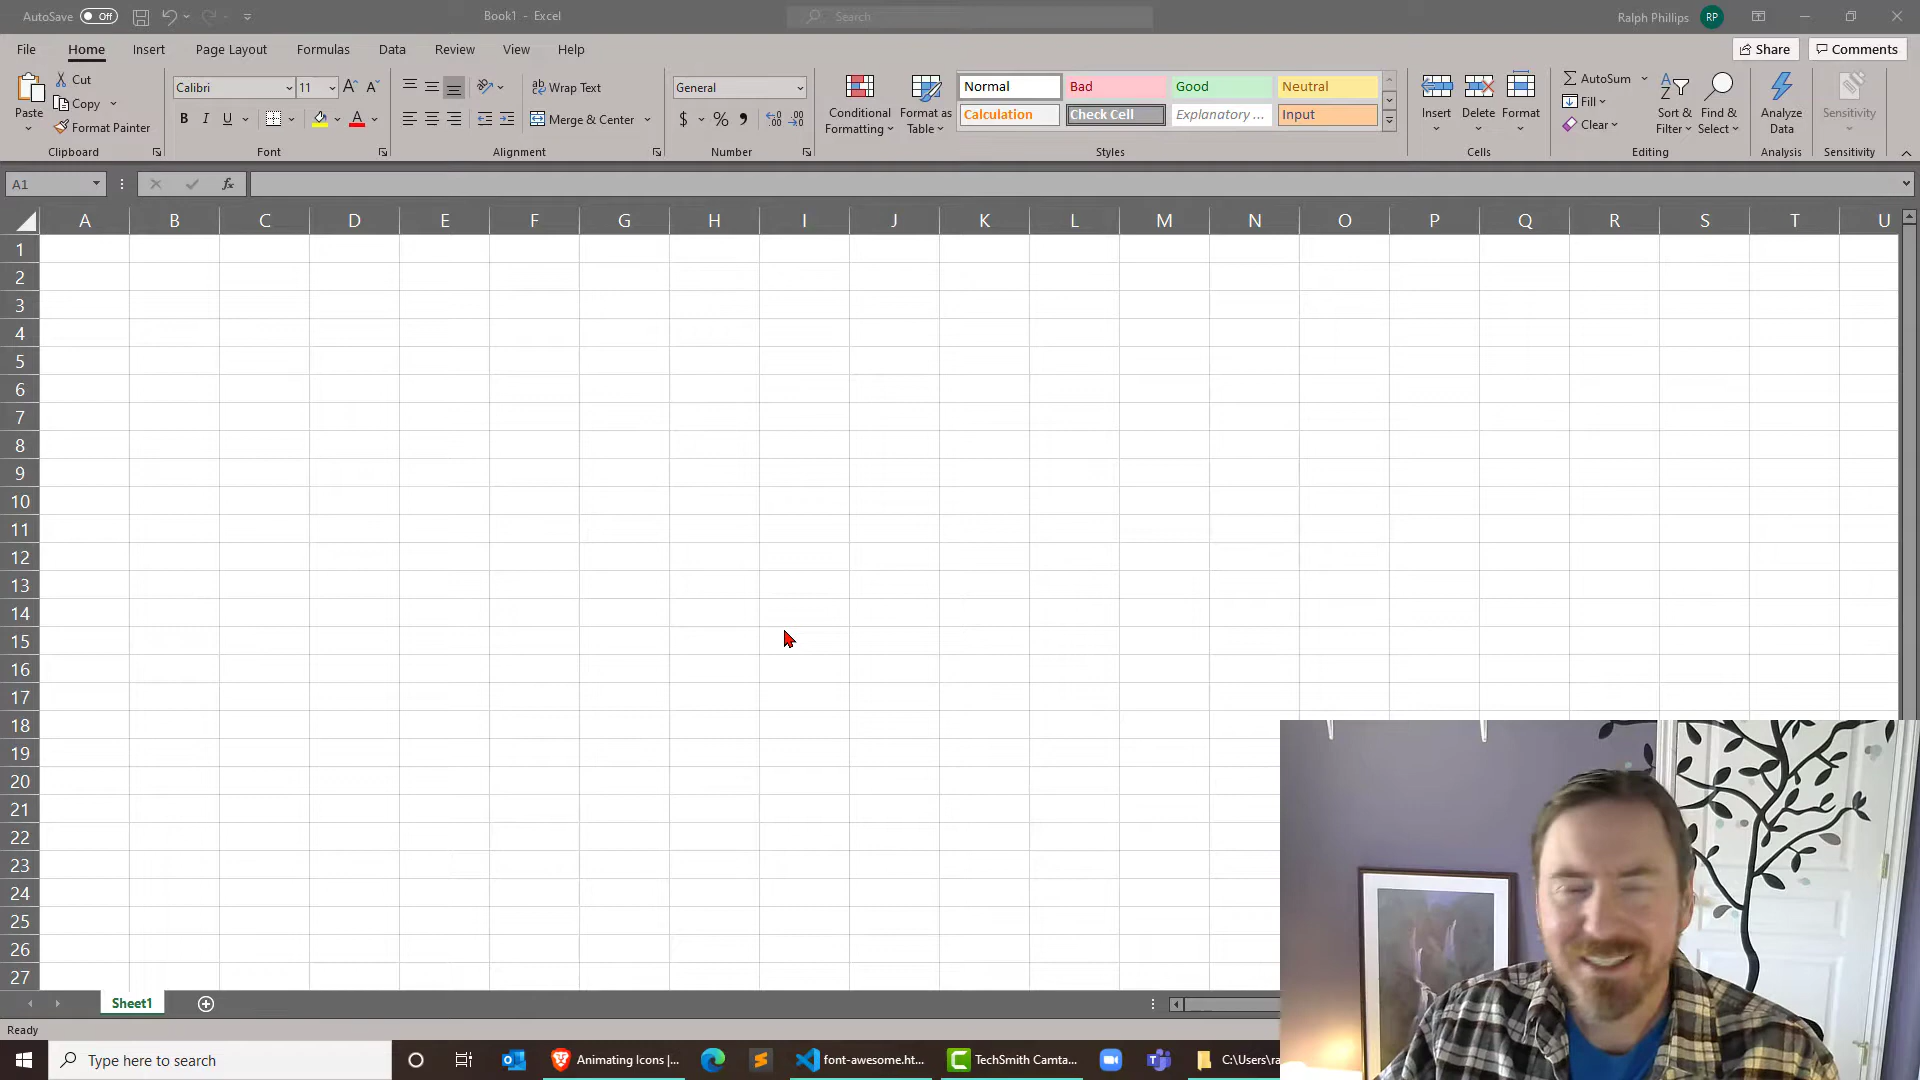 AutoSave Off Book1 - Excel Search Ralph Phillips RP
File Home Insert Page Layout Formulas Data Review View Help Share Comments
Paste Cut Copy Format Painter Clipboard
Calibri 11 B I U Font
Wrap Text Merge & Center Alignment
General $ % Number
Conditional Formatting Format as Table
Normal Bad Good Neutral
Calculation Check Cell Explanatory ... Input
Styles
Insert Delete Format Cells
AutoSum Fill Clear Sort & Filter Find & Select Editing
Analyze Data Analysis
Sensitivity Sensitivity
A1 fx
A B C D E F G H I J K L M N O P Q R S T U
1
2
3
4
5
6
7
8
9
10
11
12
13
14
15
16
17
18
19
20
21
22
23
24
25
26
27
Sheet1
Ready
Type here to search Animating Icons |... font-awesome.ht... TechSmith Camta... C:\Users\ra